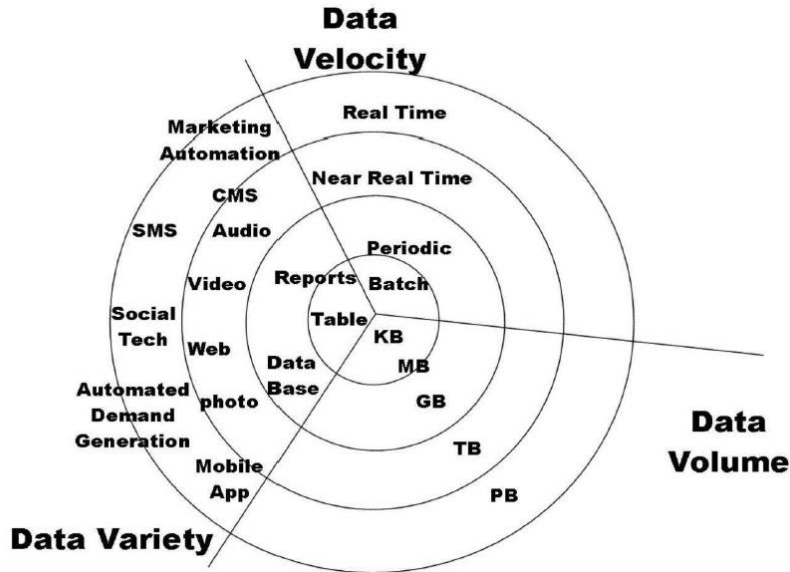 Data
Velocity
Real Time
Near Real Time
Periodic
Batch
Marketing
Automation
CMS
SMS
Audio
Reports
Video
Social
Tech
Table
Web
Data
Base
Automated
Demand
Generation
photo
Mobile
App
Data Variety
KB
MB
GB
TB
PB
Data
Volume